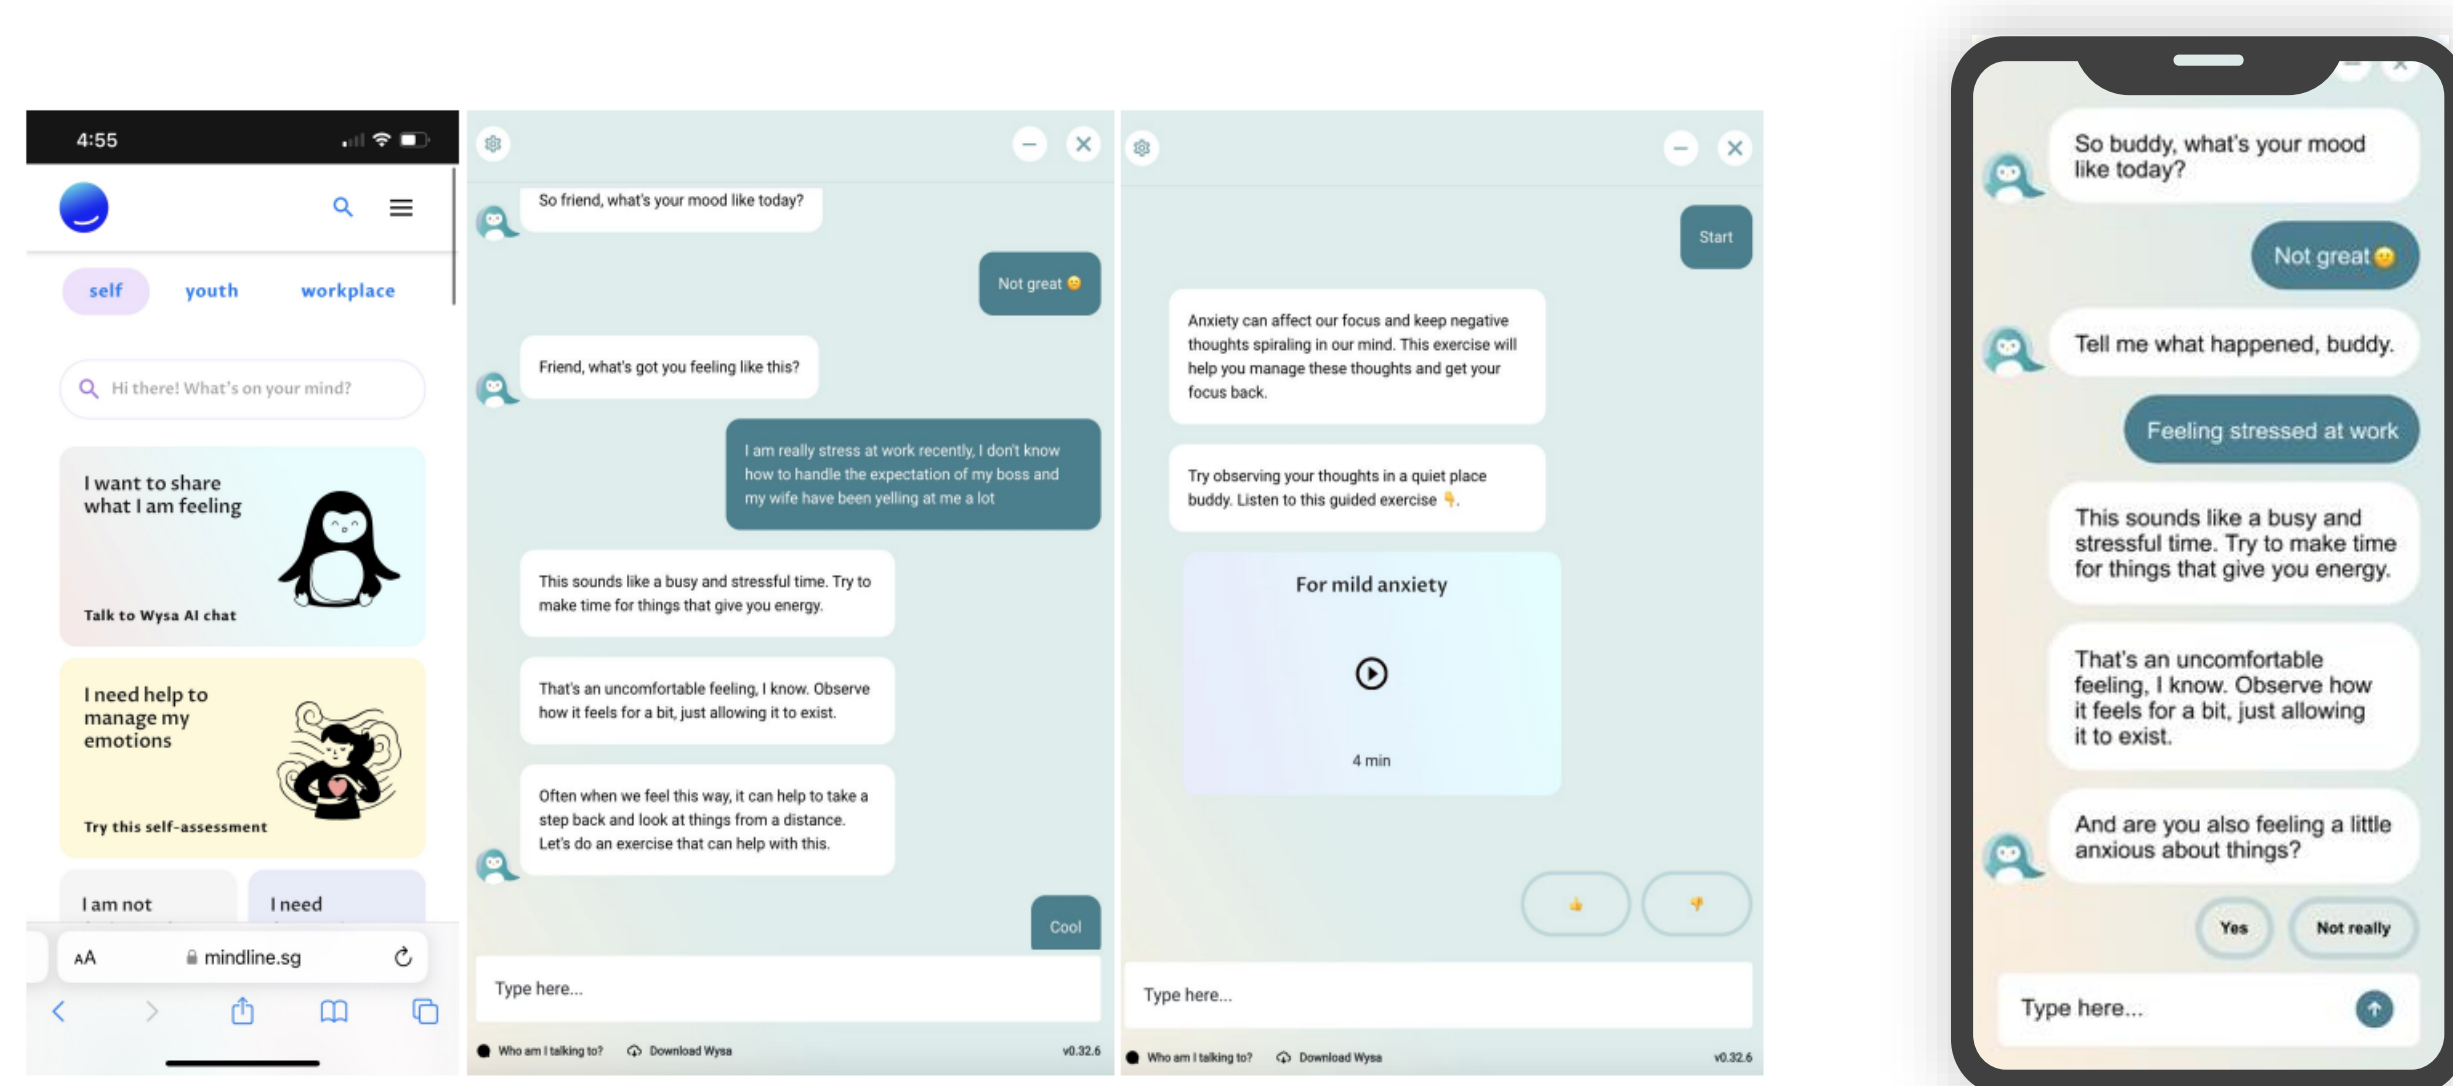 4:55
self
youth
workplace
Hi there! What's on your mind?
I want to share
what I am feeling
Talk to Wysa AI chat
I need help to
manage my
emotions
Try this self-assessment
I am not
I need
AA
mindline.sg
So friend, what's your mood like today?
Not great
Friend, what's got you feeling like this?
I am really stress at work recently, I don't know
how to handle the expectation of my boss and
my wife have been yelling at me a lot
This sounds like a busy and stressful time. Try to
make time for things that give you energy.
That's an uncomfortable feeling, I know. Observe
how it feels for a bit, just allowing it to exist.
Often when we feel this way, it can help to take a
step back and look at things from a distance.
Let's do an exercise that can help with this.
Cool
Type here...
Who am I talking to?
Download Wysa
v0.32.6
Start
Anxiety can affect our focus and keep negative
thoughts spiraling in our mind. This exercise will
help you manage these thoughts and get your
focus back.
Try observing your thoughts in a quiet place
buddy. Listen to this guided exercise 👇.
For mild anxiety
4 min
Type here...
Who am I talking to?
Download Wysa
v0.32.6
So buddy, what's your mood
like today?
Not great
Tell me what happened, buddy.
Feeling stressed at work
This sounds like a busy and
stressful time. Try to make time
for things that give you energy.
That's an uncomfortable
feeling, I know. Observe how
it feels for a bit, just allowing
it to exist.
And are you also feeling a little
anxious about things?
Yes
Not really
Type here...